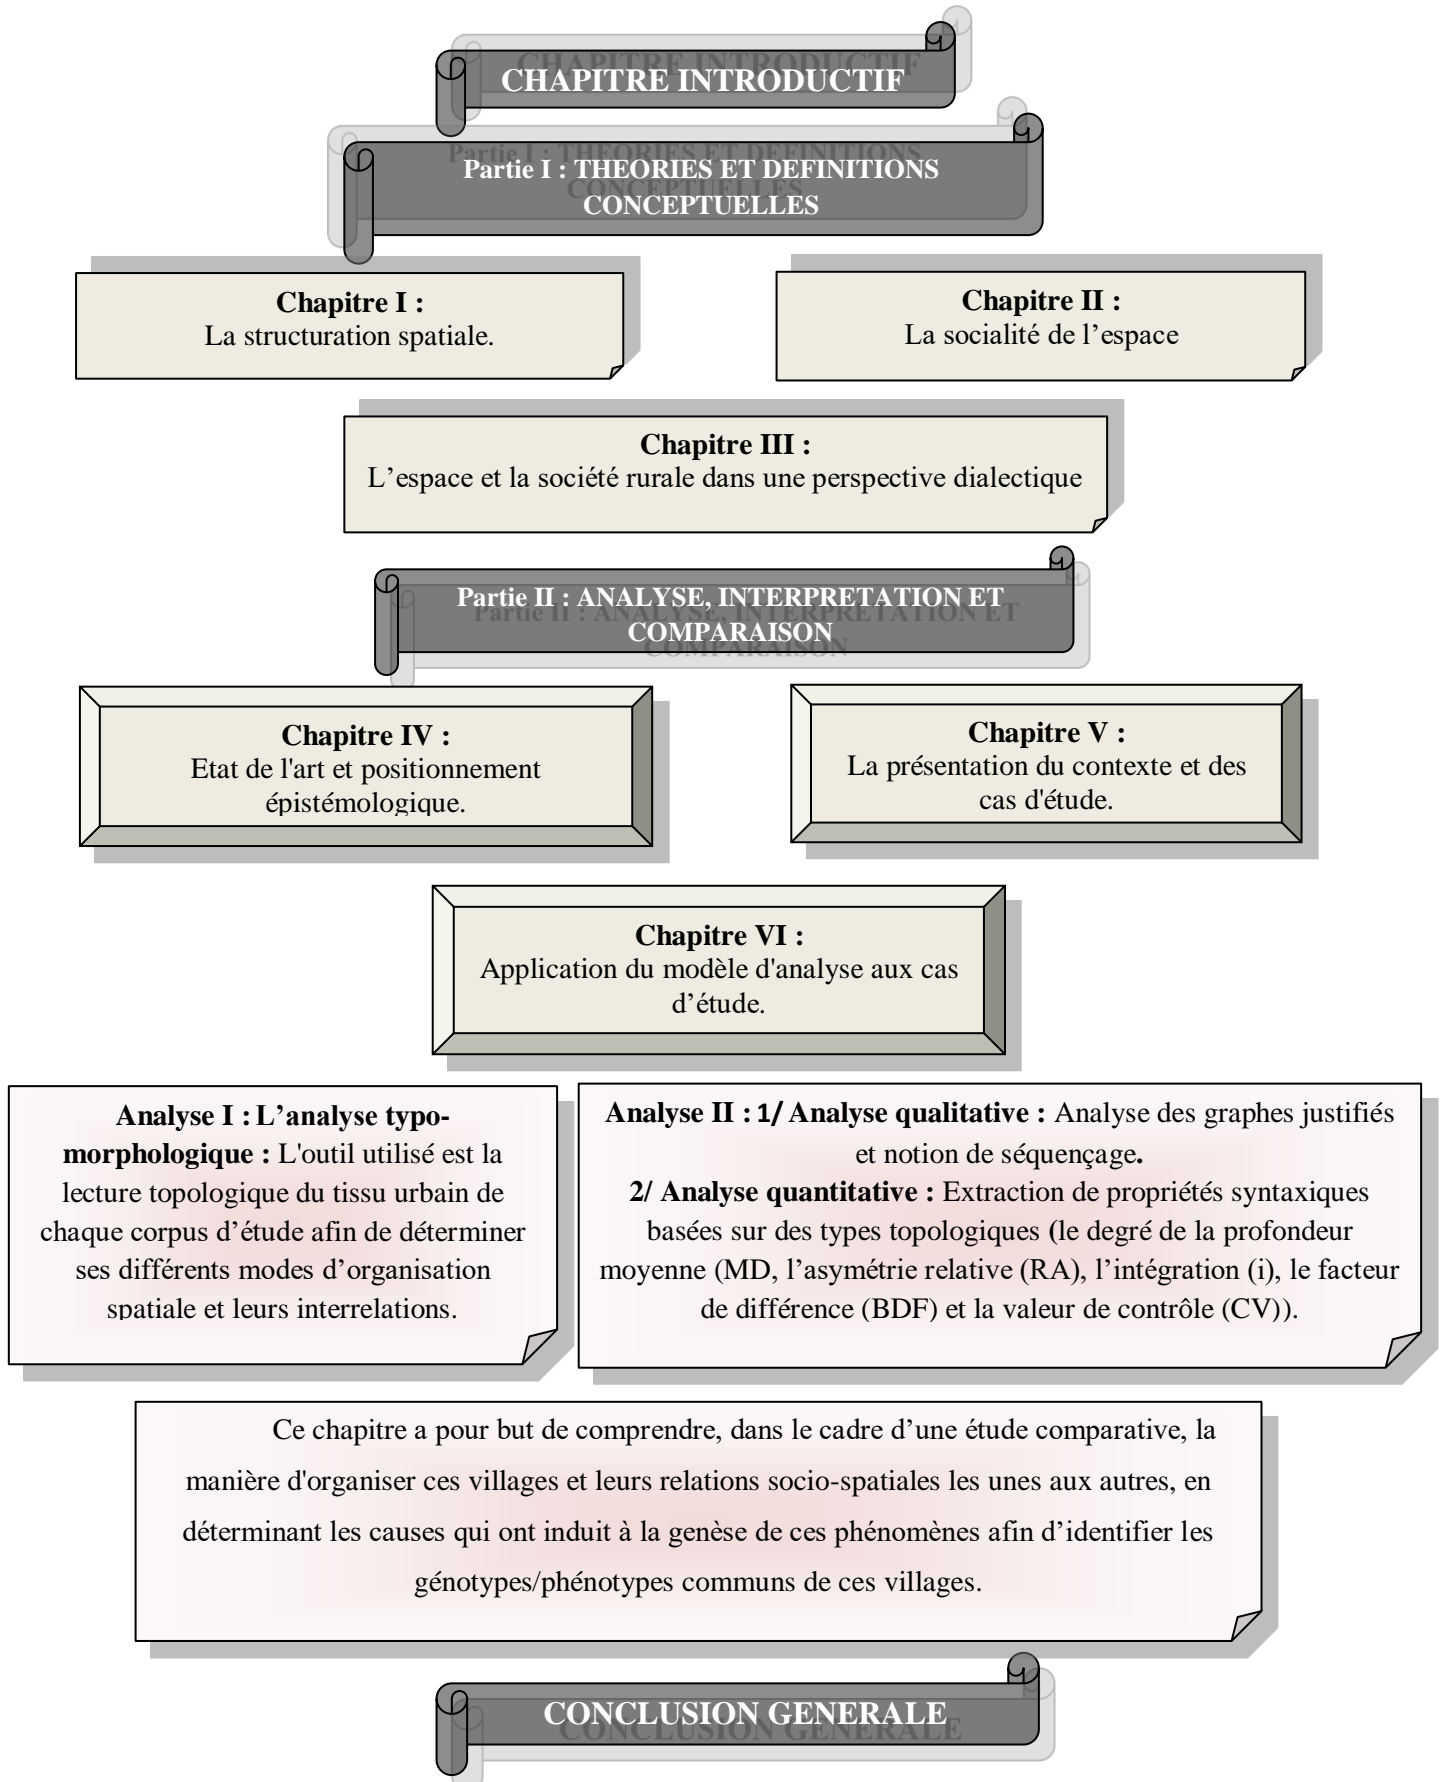 CHAPITRE INTRODUCTIF
Partie I : THEORIES ET DEFINITIONS
CONCEPTUELLES
Chapitre I :
La structuration spatiale.
Chapitre II :
La socialité de l’espace
Chapitre III :
L’espace et la société rurale dans une perspective dialectique
Partie II : ANALYSE, INTERPRETATION ET
COMPARAISON
Chapitre IV :
Etat de l'art et positionnement
épistémologique.
Chapitre V :
La présentation du contexte et des
cas d'étude.
Chapitre VI :
Application du modèle d'analyse aux cas
d’étude.
Analyse I : L’analyse typo-
morphologique : L'outil utilisé est la
lecture topologique du tissu urbain de
chaque corpus d’étude afin de déterminer
ses différents modes d’organisation
spatiale et leurs interrelations.
Analyse II : 1/ Analyse qualitative : Analyse des graphes justifiés
et notion de séquençage.
2/ Analyse quantitative : Extraction de propriétés syntaxiques
basées sur des types topologiques (le degré de la profondeur
moyenne (MD, l’asymétrie relative (RA), l’intégration (i), le facteur
de différence (BDF) et la valeur de contrôle (CV)).
Ce chapitre a pour but de comprendre, dans le cadre d’une étude comparative, la
manière d'organiser ces villages et leurs relations socio-spatiales les unes aux autres, en
déterminant les causes qui ont induit à la genèse de ces phénomènes afin d’identifier les
génotypes/phénotypes communs de ces villages.
CONCLUSION GENERALE